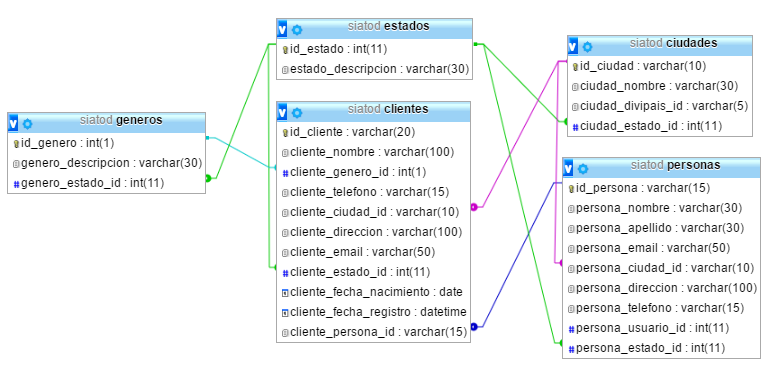 siatod estados
id_estado : int(11)
estado_descripcion : varchar(30)
siatod ciudades
id_ciudad : varchar(10)
ciudad_nombre : varchar(30)
ciudad_divipais_id : varchar(5)
ciudad_estado_id : int(11)
siatod generos
id_genero : int(1)
genero_descripcion : varchar(30)
genero_estado_id : int(11)
siatod clientes
id_cliente : varchar(20)
cliente_nombre : varchar(100)
cliente_genero_id : int(1)
cliente_telefono : varchar(15)
cliente_ciudad_id : varchar(10)
cliente_direccion : varchar(100)
cliente_email : varchar(50)
cliente_estado_id : int(11)
cliente_fecha_nacimiento : date
cliente_fecha_registro : datetime
cliente_persona_id : varchar(15)
siatod personas
id_persona : varchar(15)
persona_nombre : varchar(30)
persona_apellido : varchar(30)
persona_email : varchar(50)
persona_ciudad_id : varchar(10)
persona_direccion : varchar(100)
persona_telefono : varchar(15)
persona_usuario_id : int(11)
persona_estado_id : int(11)